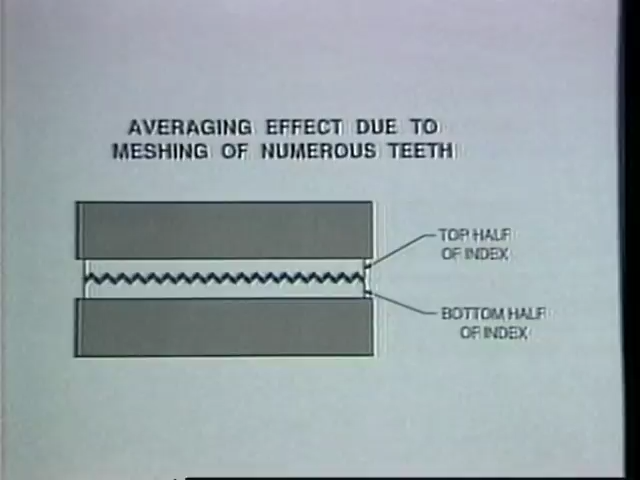 AVERAGING EFFECT DUE TO
MESHING OF NUMEROUS TEETH
TOP HALF
OF INDEX
BOTTOM HALF
OF INDEX